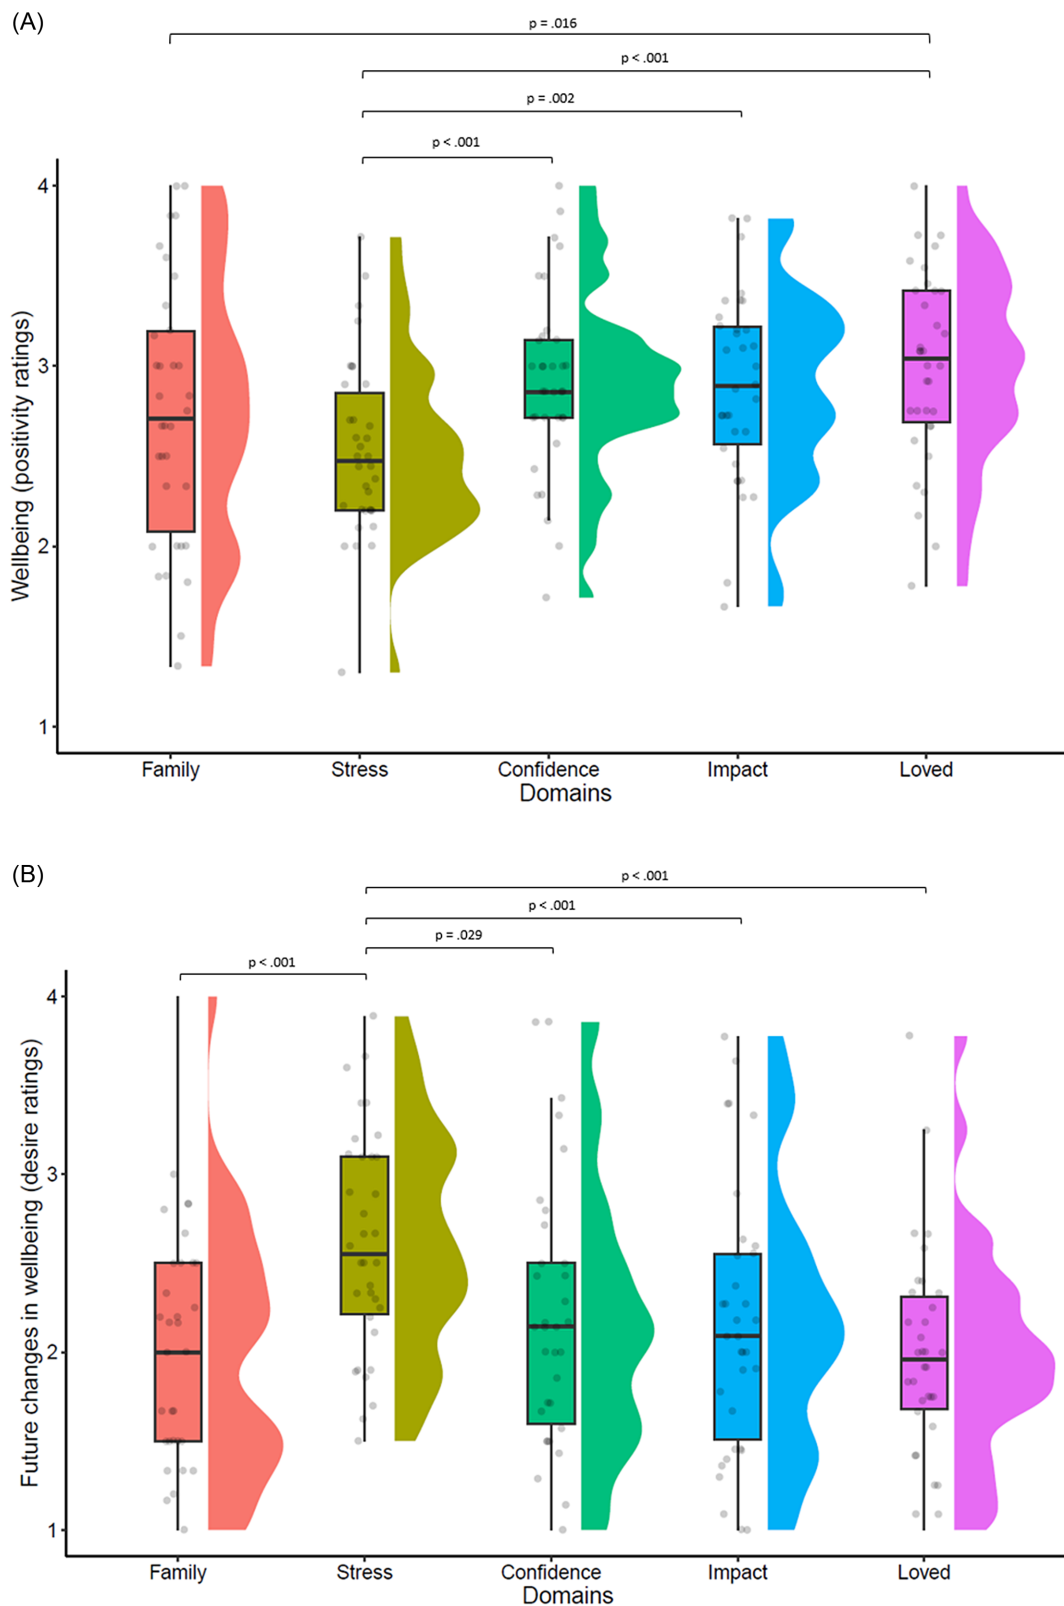 (A)
p = .016
p < .001
p = .002
p < .001
Wellbeing (positivity ratings)
4
3
2
1
Family Stress Confidence Impact Loved
Domains
(B)
p < .001
p < .001
p = .029
p < .001
Future changes in wellbeing (desire ratings)
4
3
2
1
Family Stress Confidence Impact Loved
Domains